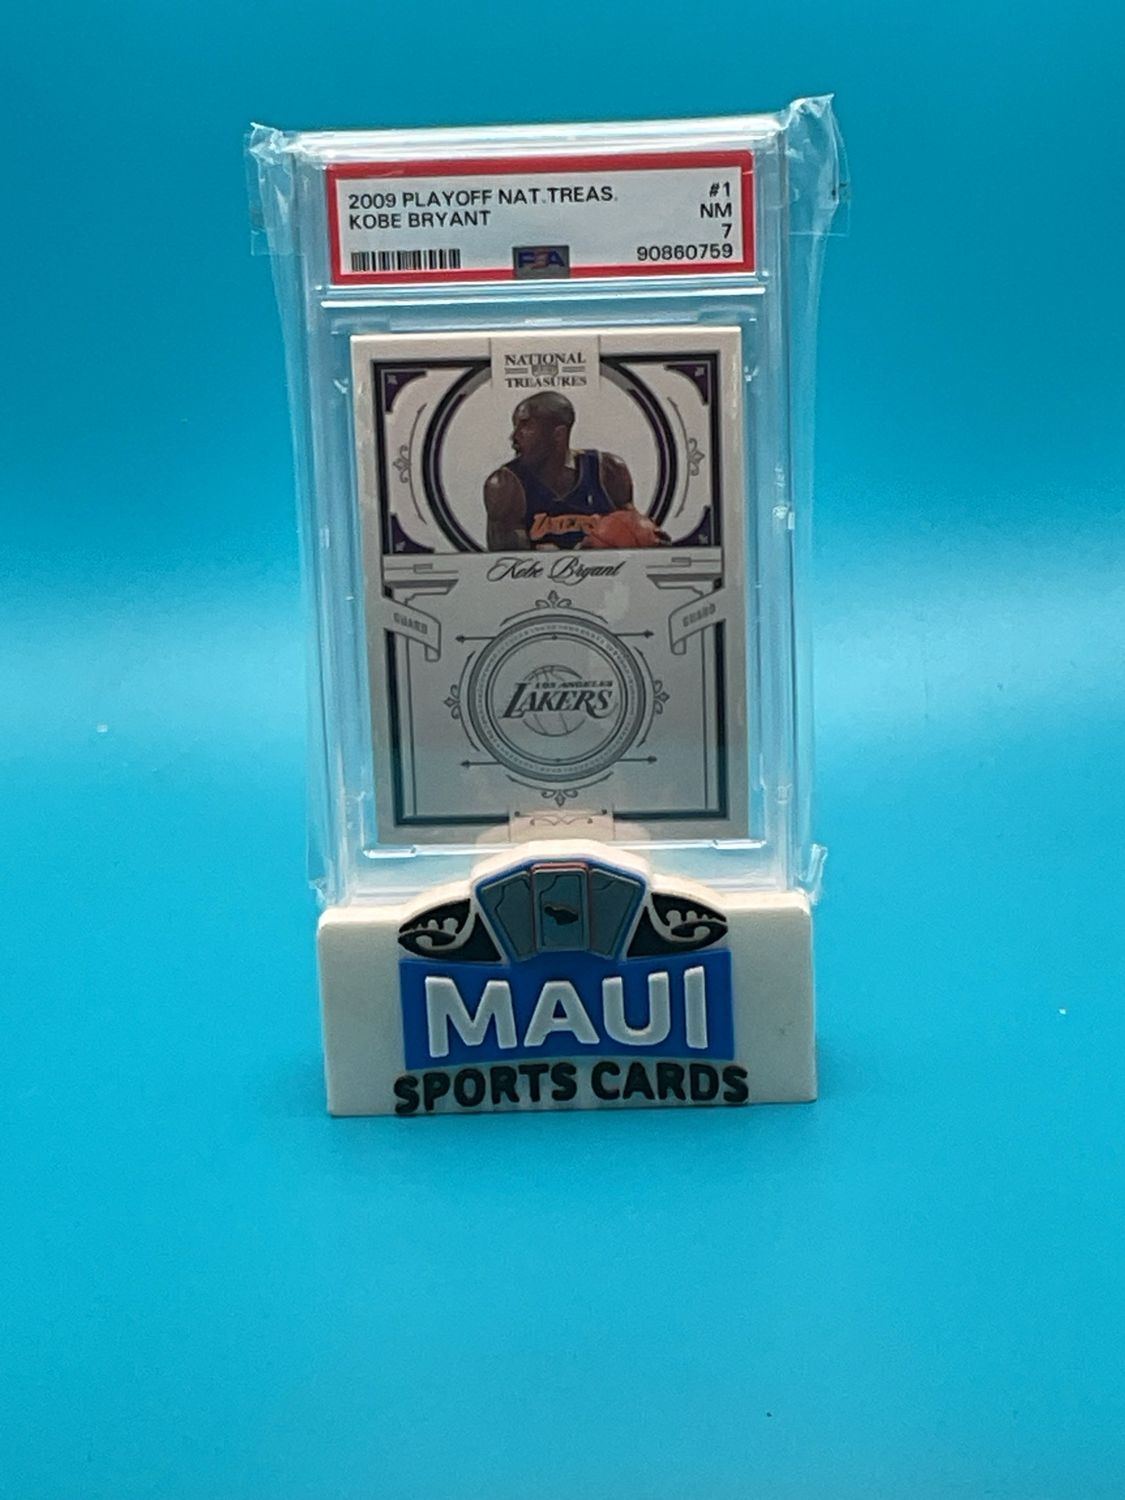 2009 PLAYOFF NAT.TREAS. #1
KOBE BRYANT NM
7
PSA 90860759
NATIONAL
TREASURES
LAKERS
Kobe Bryant
GUARD GUARD
LOS ANGELES
LAKERS
MAUI
SPORTS CARDS